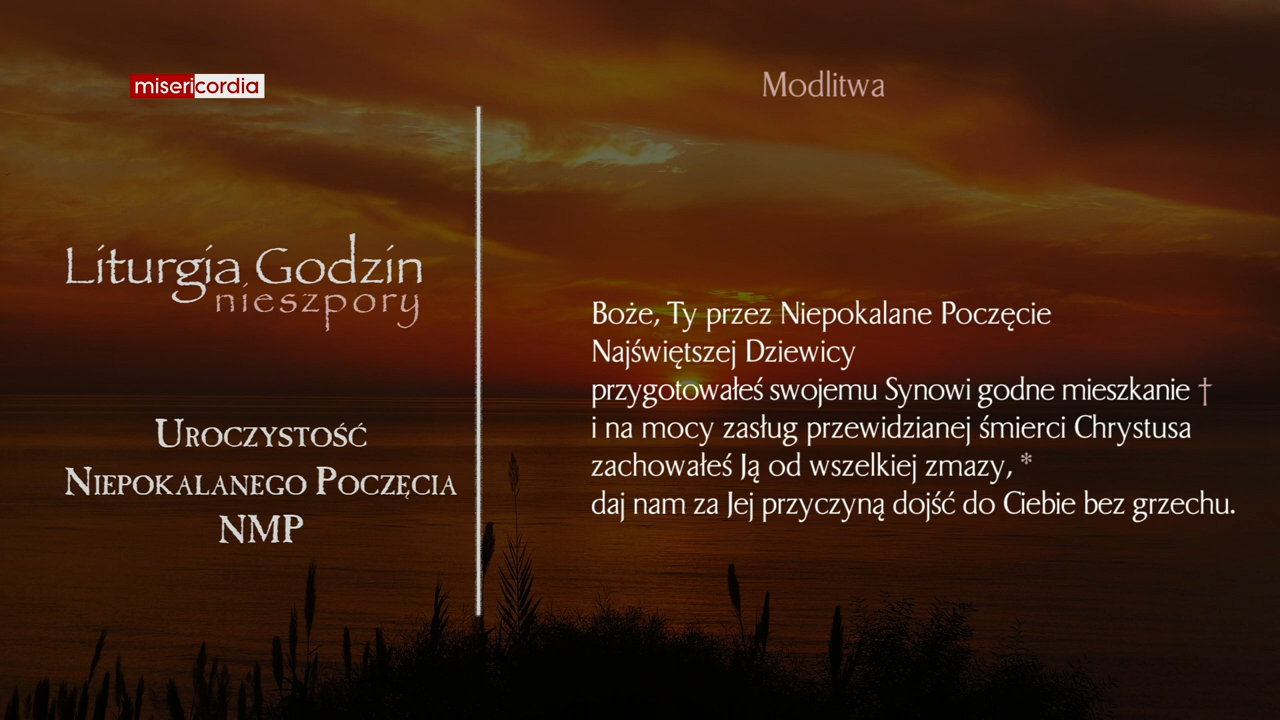 misericordia
Liturgia Godzin
nieszpory
Uroczystość
Niepokalanego Poczęcia
NMP
Modlitwa
Boże, Ty przez Niepokalane Poczęcie
Najświętszej Dziewicy
przygotowałeś swojemu Synowi godne mieszkanie †
i na mocy zasług przewidzianej śmierci Chrystusa
zachowałeś Ją od wszelkiej zmazy, *
daj nam za Jej przyczyną dojść do Ciebie bez grzechu.